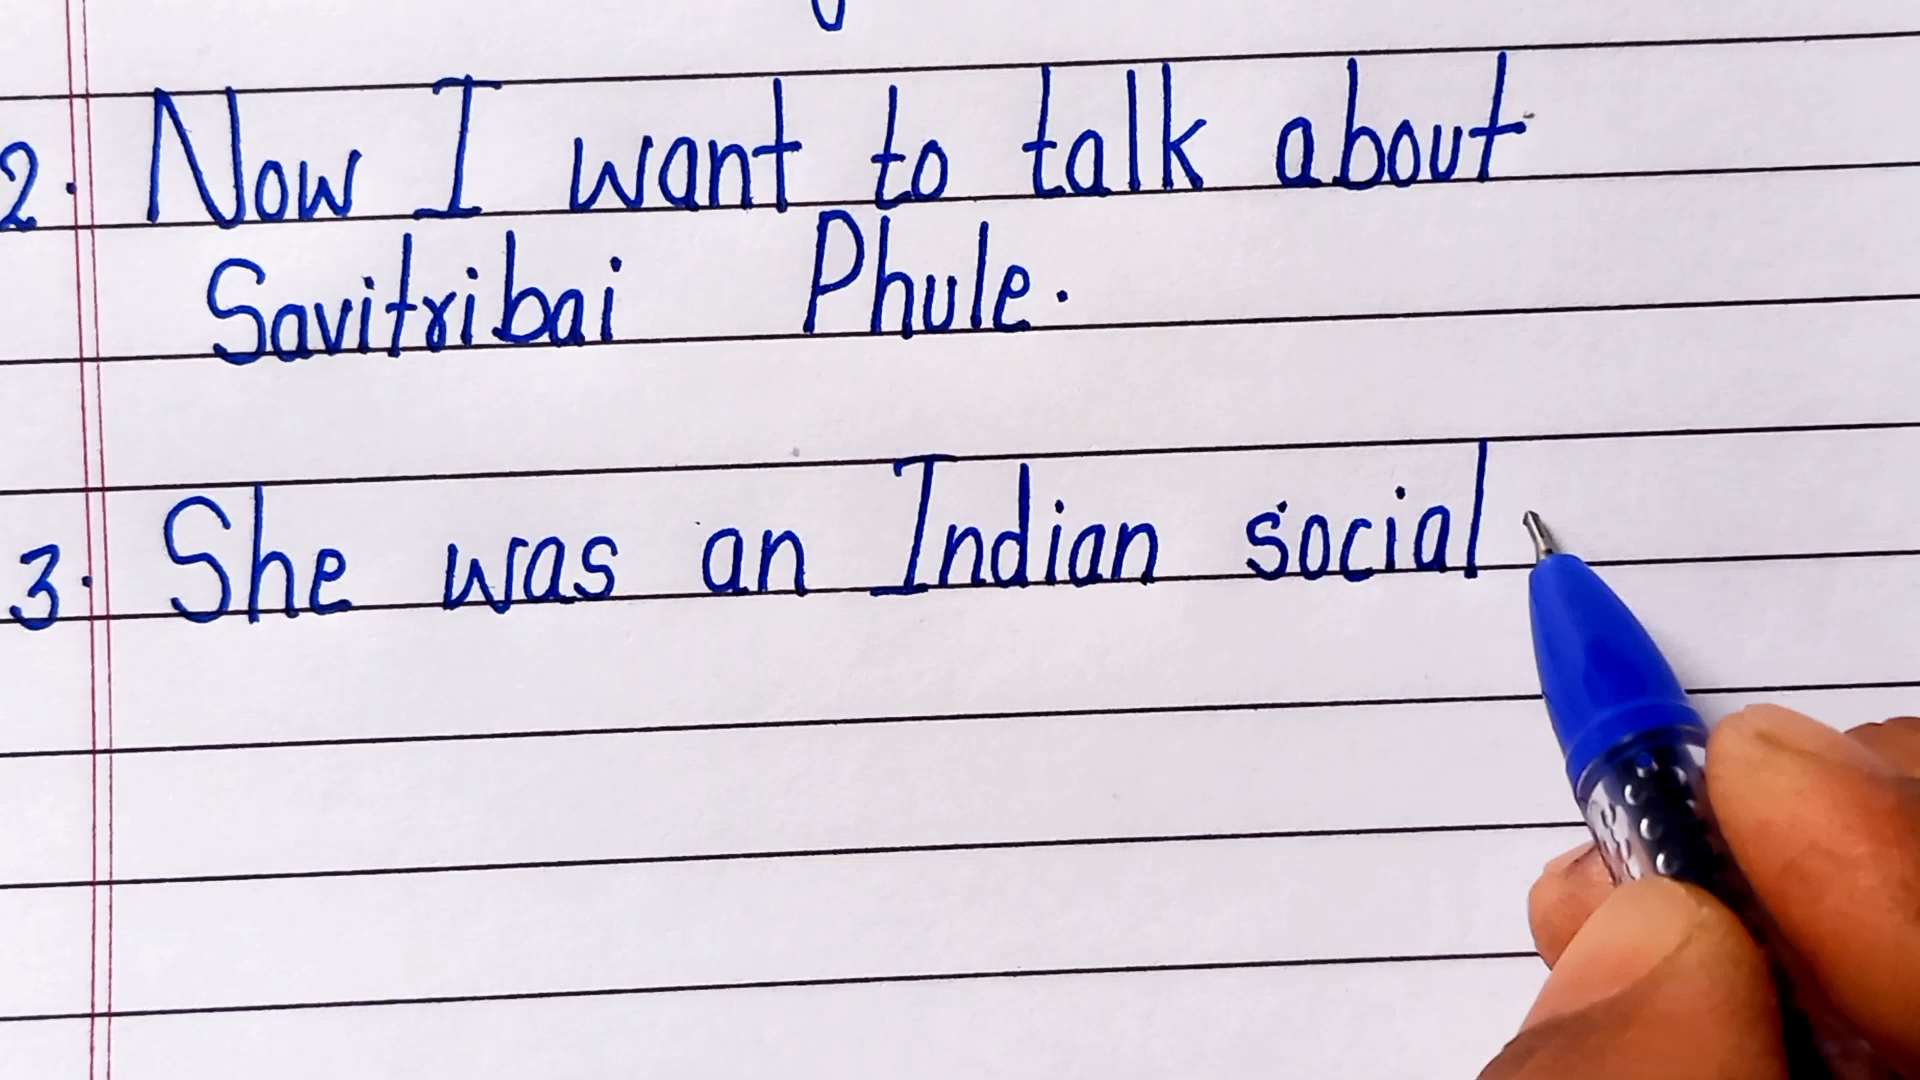 2. Now I want to talk about
Savitribai Phule.
3. She was an Indian social